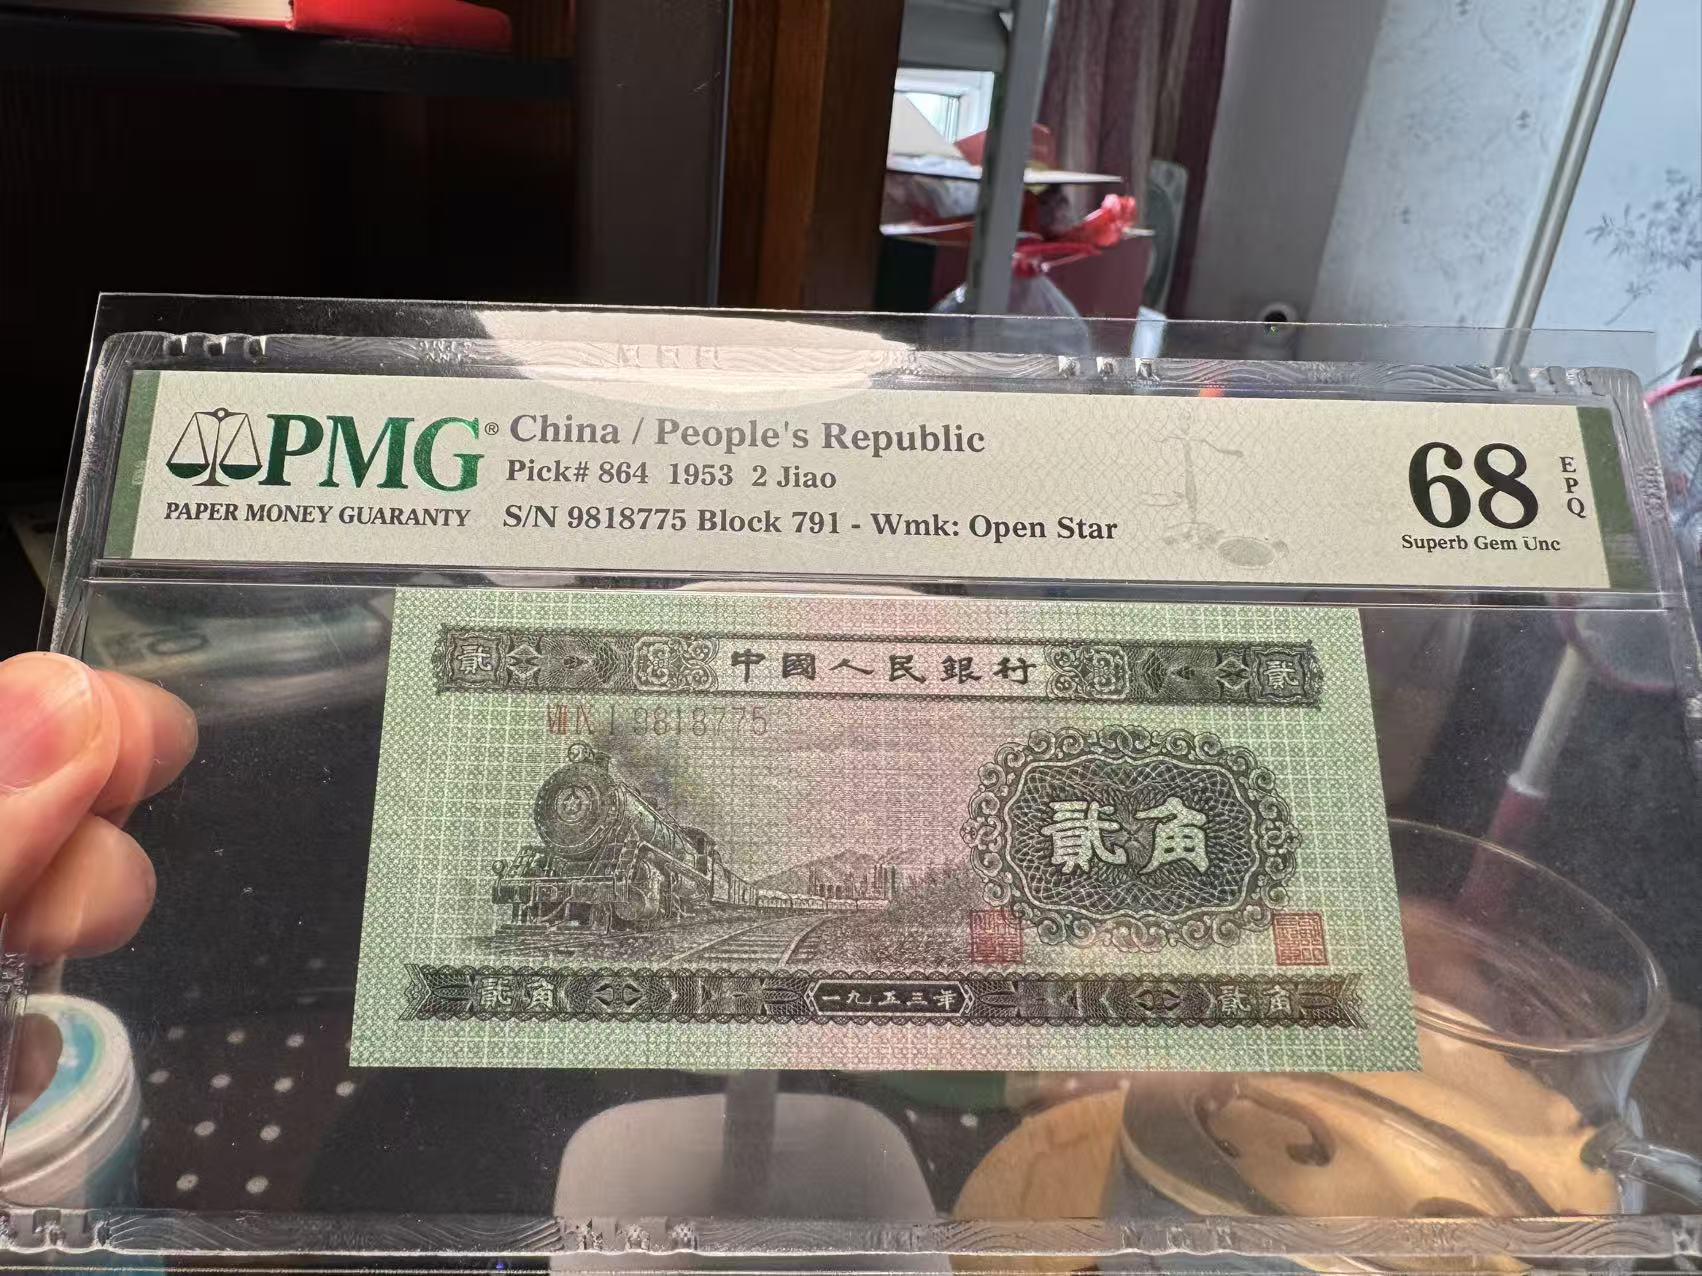 PMG® China / People's Republic
Pick# 864 1953 2 Jiao
PAPER MONEY GUARANTY S/N 9818775 Block 791 - Wmk: Open Star
68 EPQ
Superb Gem Unc
貳 中國人民銀行 貳
VII IX I 9818775
貳角
貳角 一九五三年 貳角